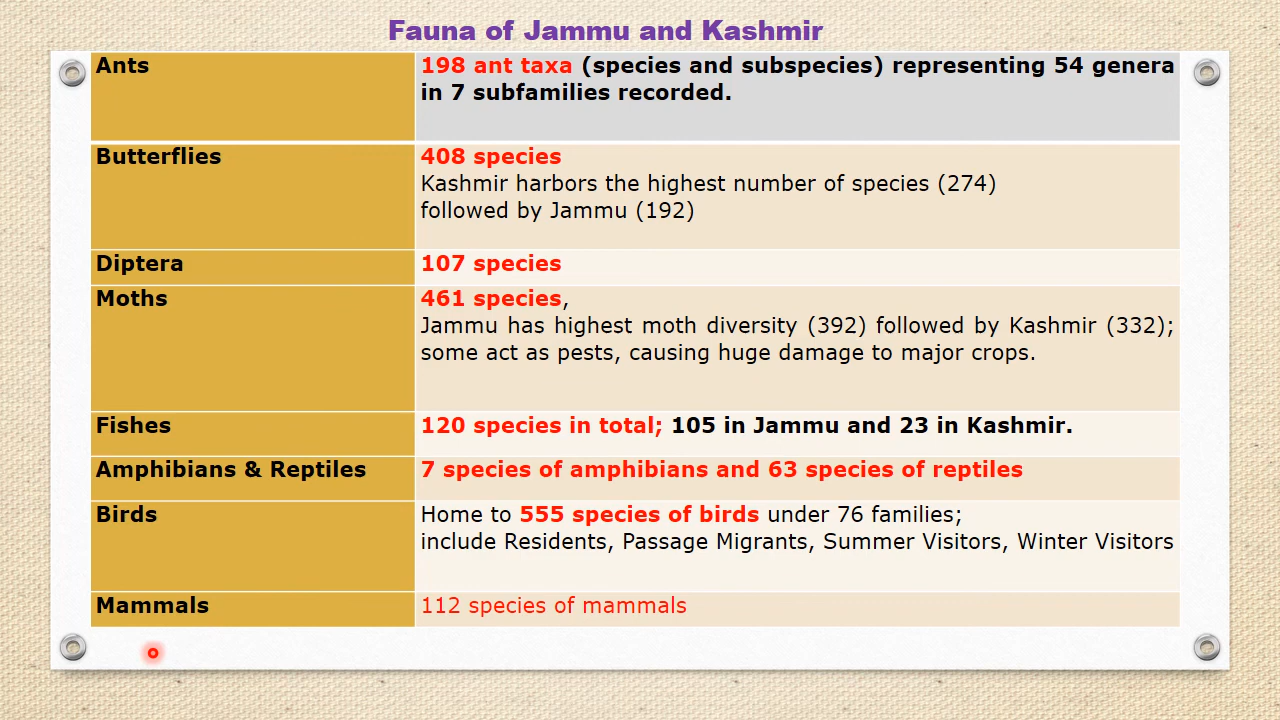 Fauna of Jammu and Kashmir
Ants
198 ant taxa (species and subspecies) representing 54 genera
in 7 subfamilies recorded.
Butterflies
408 species
Kashmir harbors the highest number of species (274)
followed by Jammu (192)
Diptera
107 species
Moths
461 species,
Jammu has highest moth diversity (392) followed by Kashmir (332);
some act as pests, causing huge damage to major crops.
Fishes
120 species in total; 105 in Jammu and 23 in Kashmir.
Amphibians & Reptiles
7 species of amphibians and 63 species of reptiles
Birds
Home to 555 species of birds under 76 families;
include Residents, Passage Migrants, Summer Visitors, Winter Visitors
Mammals
112 species of mammals